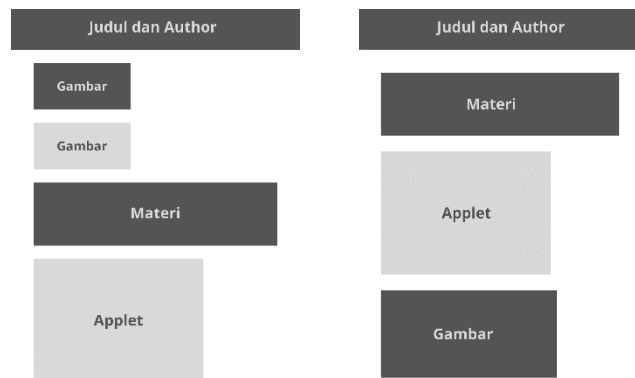 Judul dan Author
Gambar
Gambar
Materi
Applet
Judul dan Author
Materi
Applet
Gambar